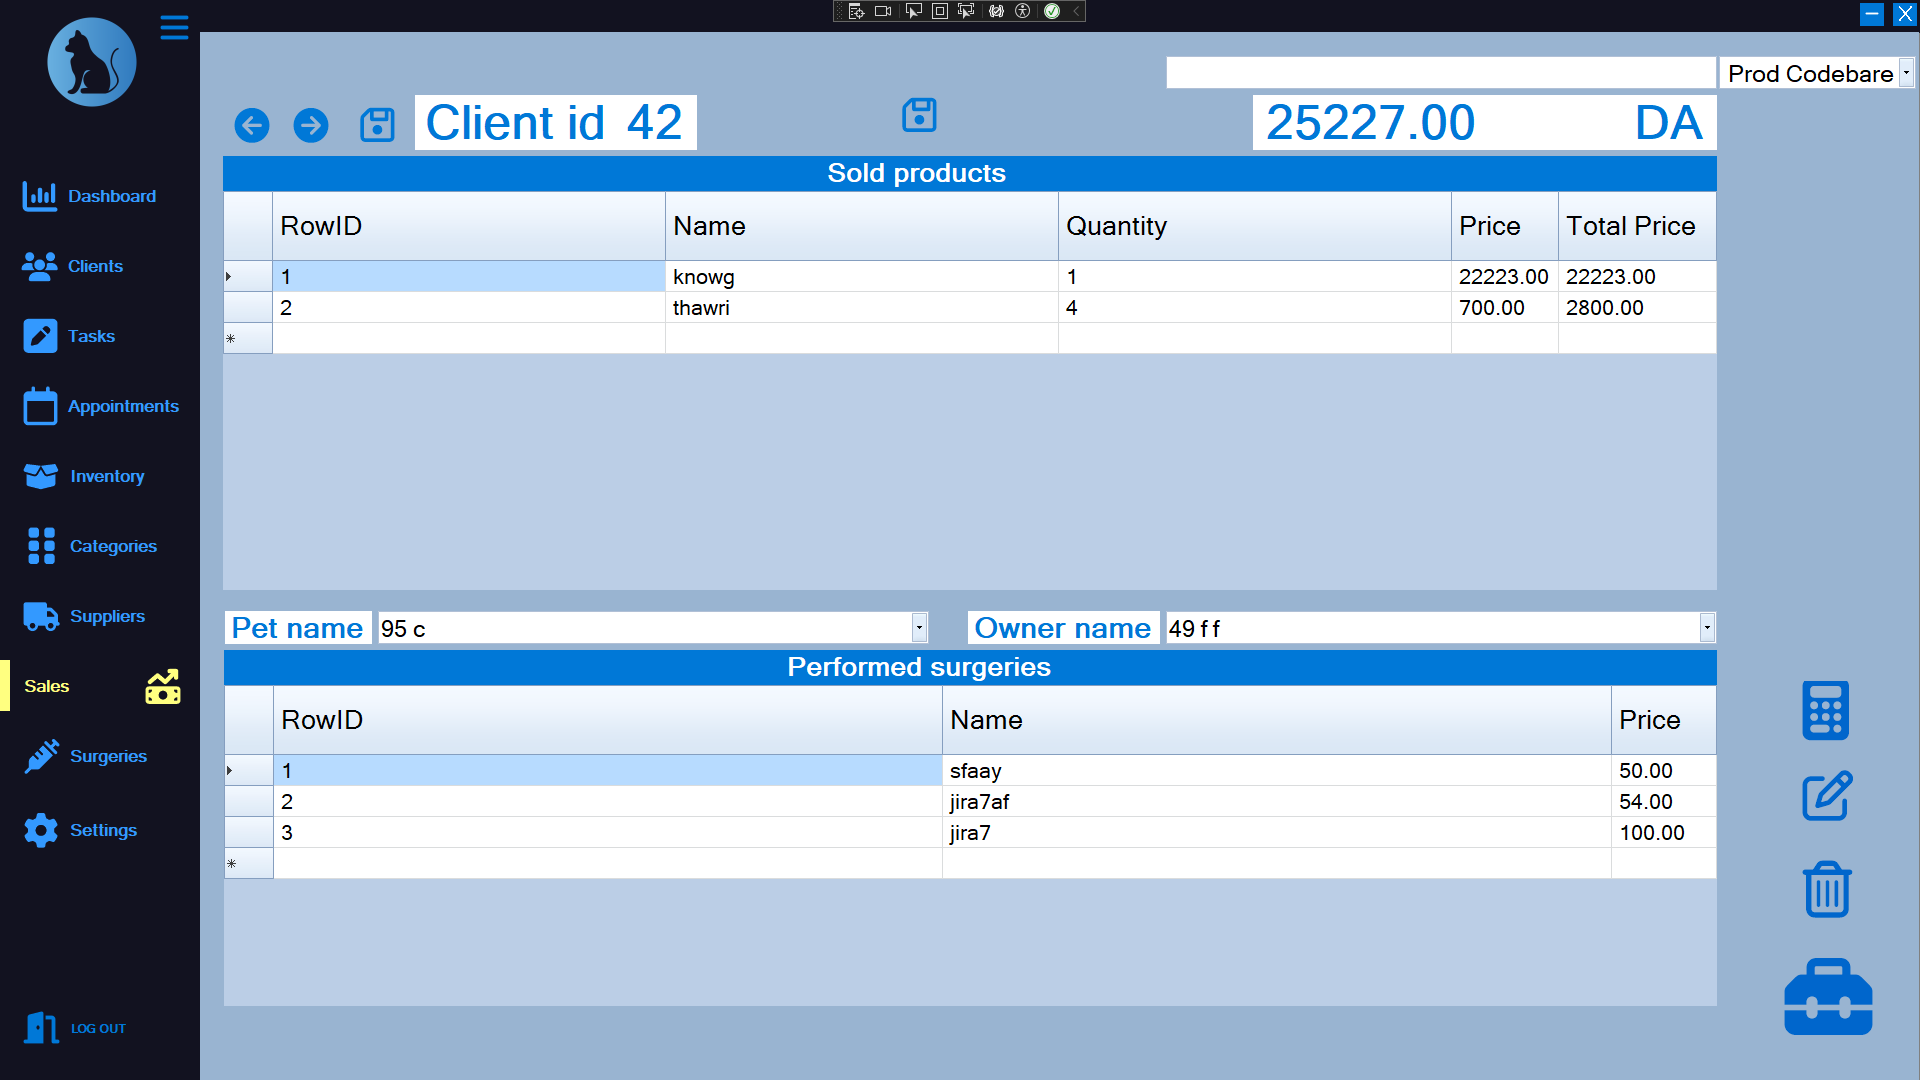 Prod Codebare
Client id 42
25227.00 DA
Sold products
RowID Name Quantity Price Total Price
1 knowg 1 22223.00 22223.00
2 thawri 4 700.00 2800.00
Pet name 95 c Owner name 49 f f
Performed surgeries
RowID Name Price
1 sfaay 50.00
2 jira7af 54.00
3 jira7 100.00
Dashboard
Clients
Tasks
Appointments
Inventory
Categories
Suppliers
Sales
Surgeries
Settings
LOG OUT